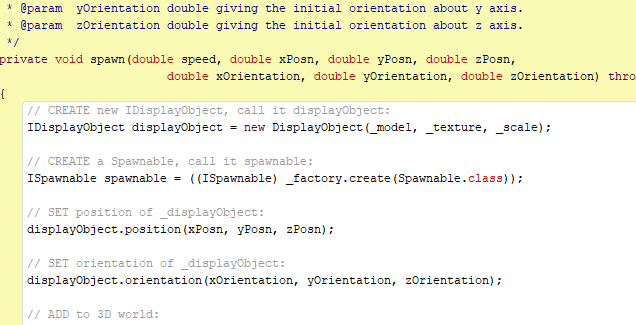 * @param  yOrientation double giving the initial orientation about y axis.
* @param  zOrientation double giving the initial orientation about z axis.
*/
private void spawn(double speed, double xPosn, double yPosn, double zPosn,
double xOrientation, double yOrientation, double zOrientation) thro
{
// CREATE new IDisplayObject, call it displayObject:
IDisplayObject displayObject = new DisplayObject(_model, _texture, _scale);
// CREATE a Spawnable, call it spawnable:
ISpawnable spawnable = ((ISpawnable) _factory.create(Spawnable.class));
// SET position of _displayObject:
displayObject.position(xPosn, yPosn, zPosn);
// SET orientation of _displayObject:
displayObject.orientation(xOrientation, yOrientation, zOrientation);
// ADD to 3D world: